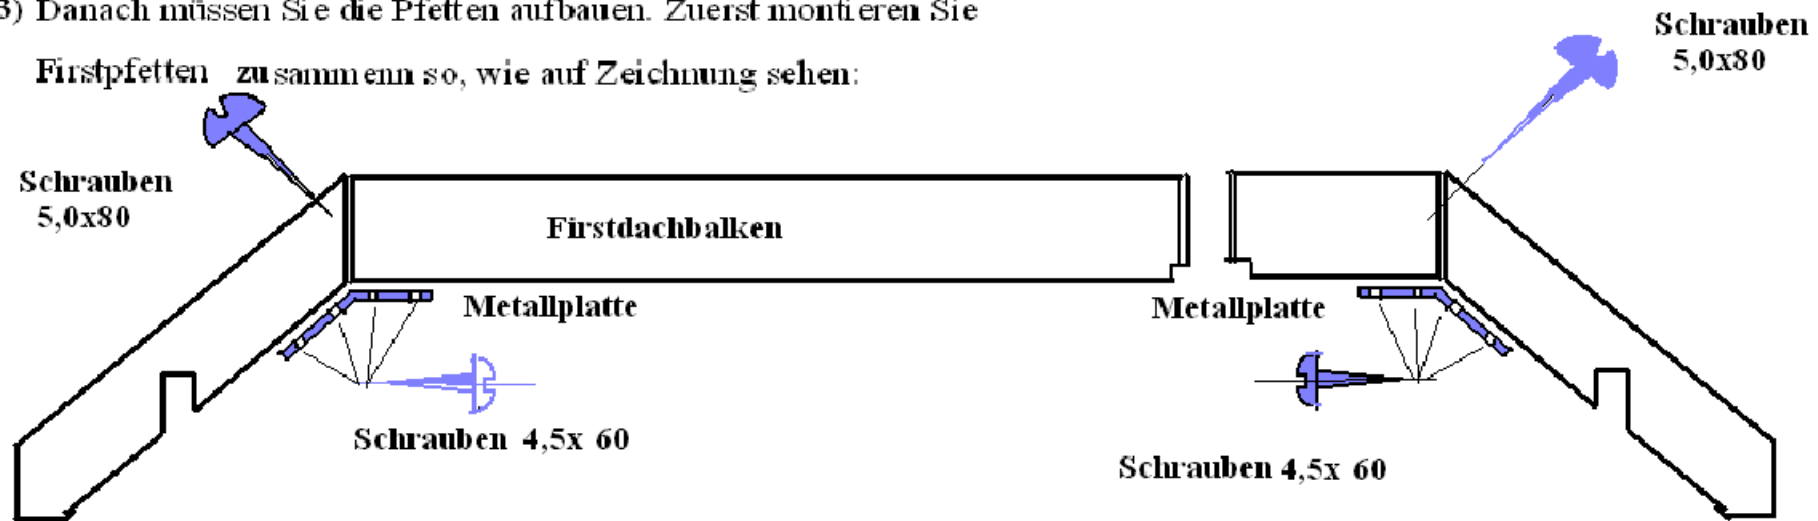 3) Danach müssen Sie die Pfetten aufbauen. Zuerst montieren Sie
Firstpfetten zusammenn so, wie auf Zeichnung sehen:
Schrauben
5,0x80
Schrauben
5,0x80
Firstdachbalken
Metallplatte
Metallplatte
Schrauben 4,5x 60
Schrauben 4,5x 60